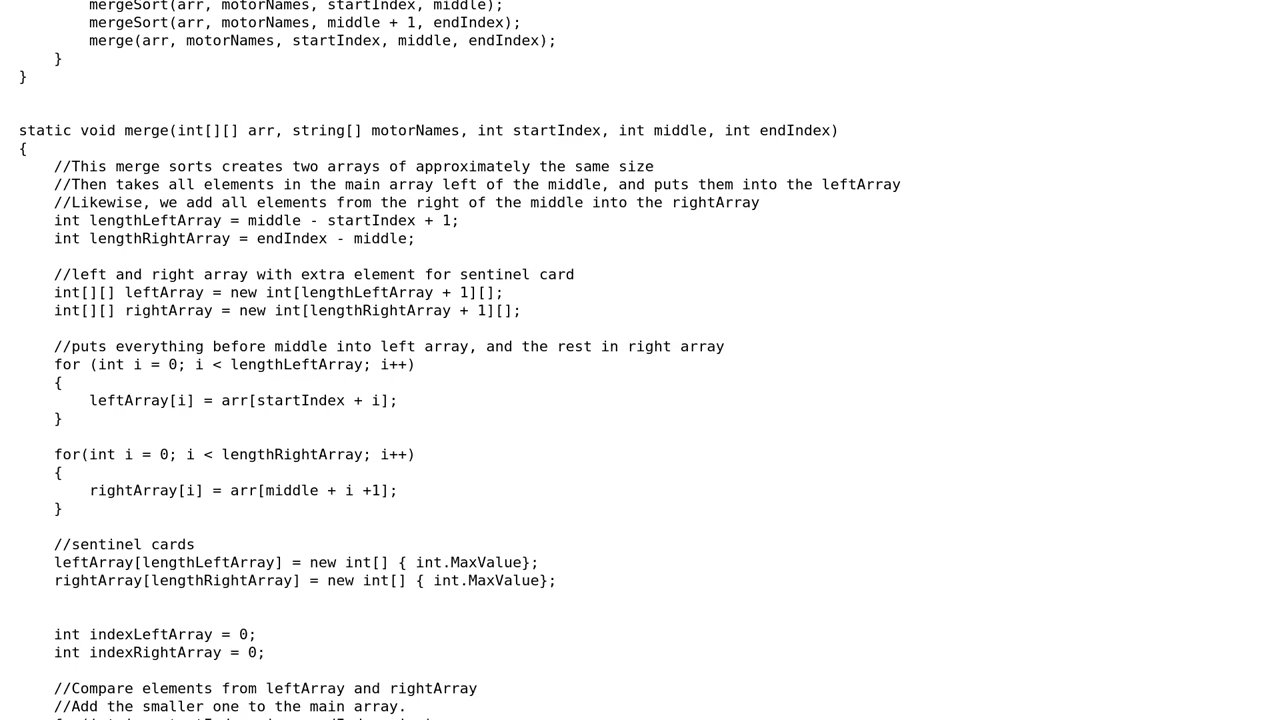 mergeSort(arr, motorNames, startIndex, middle);
mergeSort(arr, motorNames, middle + 1, endIndex);
merge(arr, motorNames, startIndex, middle, endIndex);
}
}
static void merge(int[][] arr, string[] motorNames, int startIndex, int middle, int endIndex)
{
//This merge sorts creates two arrays of approximately the same size
//Then takes all elements in the main array left of the middle, and puts them into the leftArray
//Likewise, we add all elements from the right of the middle into the rightArray
int lengthLeftArray = middle - startIndex + 1;
int lengthRightArray = endIndex - middle;
//left and right array with extra element for sentinel card
int[][] leftArray = new int[lengthLeftArray + 1][];
int[][] rightArray = new int[lengthRightArray + 1][];
//puts everything before middle into left array, and the rest in right array
for (int i = 0; i < lengthLeftArray; i++)
{
leftArray[i] = arr[startIndex + i];
}
for(int i = 0; i < lengthRightArray; i++)
{
rightArray[i] = arr[middle + i +1];
}
//sentinel cards
leftArray[lengthLeftArray] = new int[] { int.MaxValue};
rightArray[lengthRightArray] = new int[] { int.MaxValue};
int indexLeftArray = 0;
int indexRightArray = 0;
//Compare elements from leftArray and rightArray
//Add the smaller one to the main array.